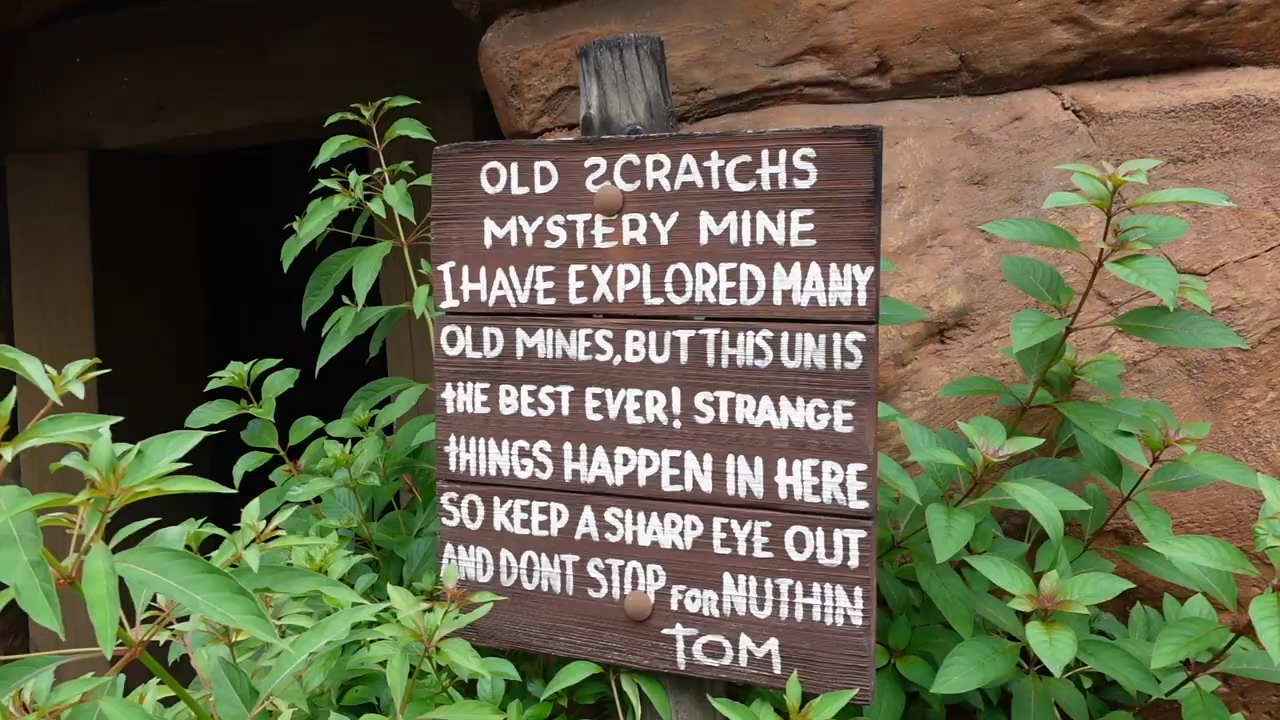 OLD SCRATCHS
MYSTERY MINE
I HAVE EXPLORED MANY
OLD MINES, BUT THIS UN IS
THE BEST EVER! STRANGE
THINGS HAPPEN IN HERE
SO KEEP A SHARP EYE OUT
AND DONT STOP for NUTHIN
TOM